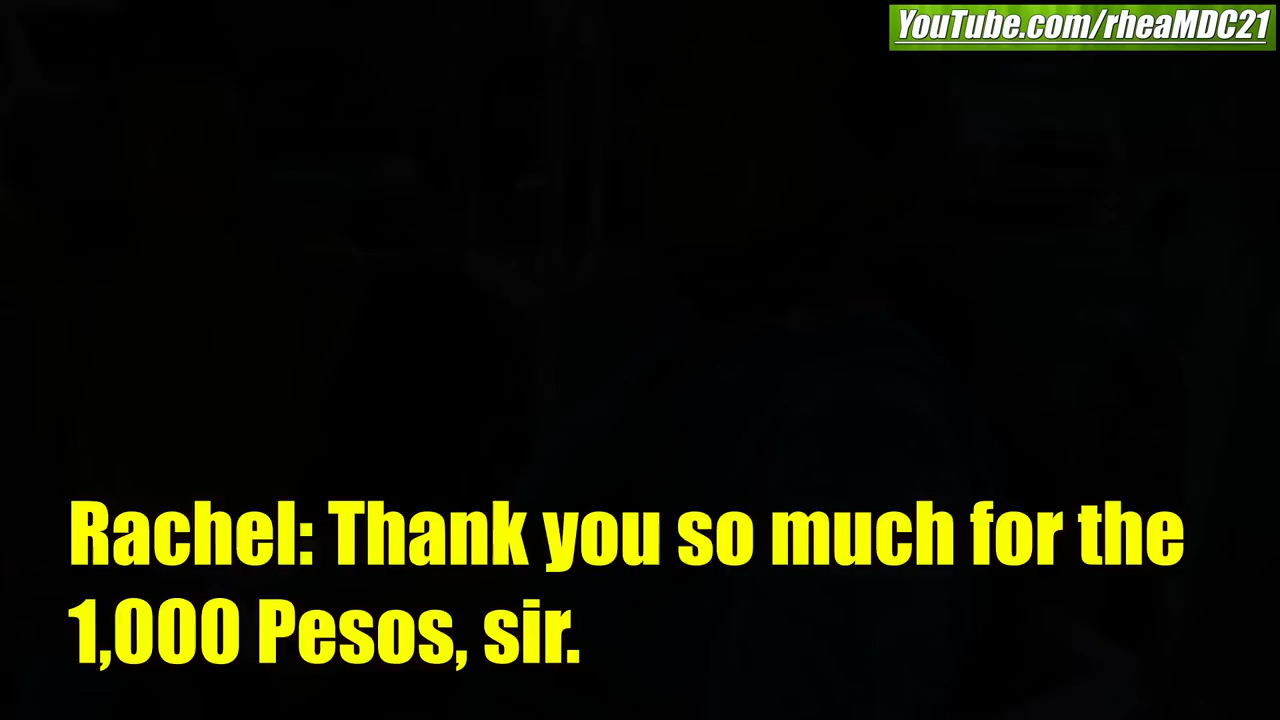 YouTube.com/rheaMDC21
Rachel: Thank you so much for the
1,000 Pesos, sir.